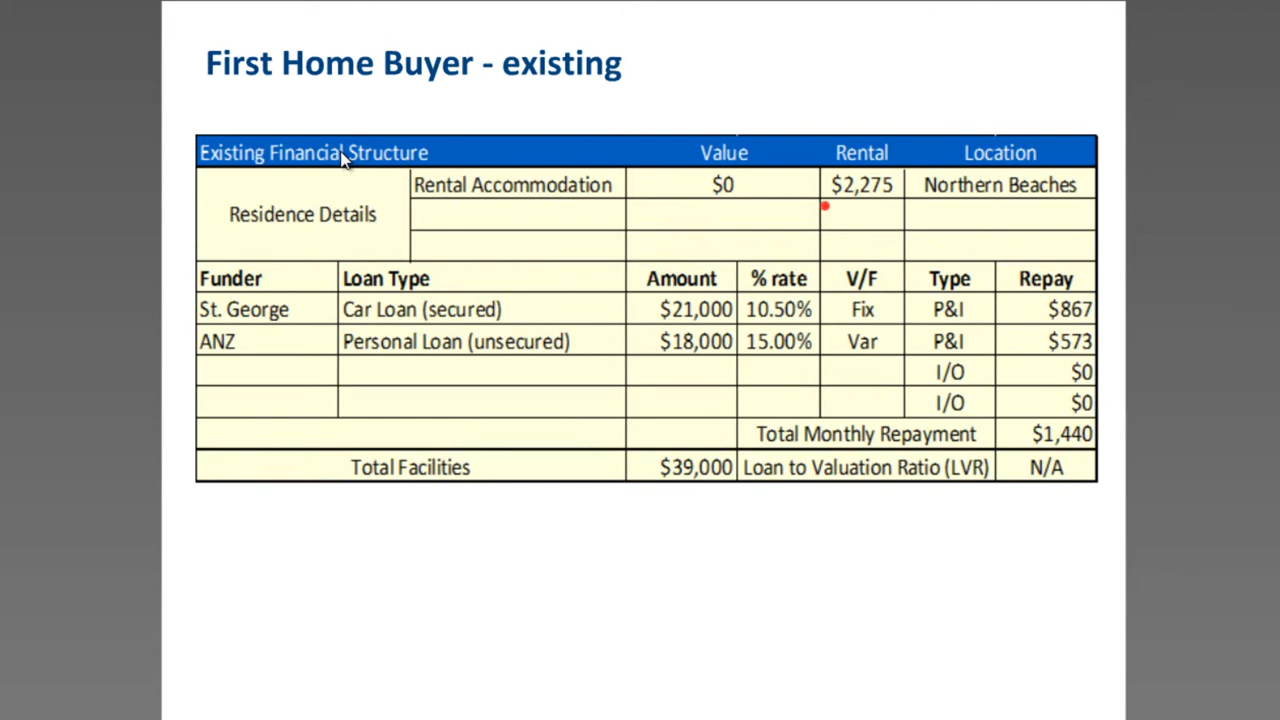 First Home Buyer - existing
Existing Financial Structure Value Rental Location
Rental Accommodation $0 $2,275 Northern Beaches
Residence Details
Funder Loan Type Amount % rate V/F Type Repay
St. George Car Loan (secured) $21,000 10.50% Fix P&I $867
ANZ Personal Loan (unsecured) $18,000 15.00% Var P&I $573
I/O $0
I/O $0
Total Monthly Repayment $1,440
Total Facilities $39,000 Loan to Valuation Ratio (LVR) N/A